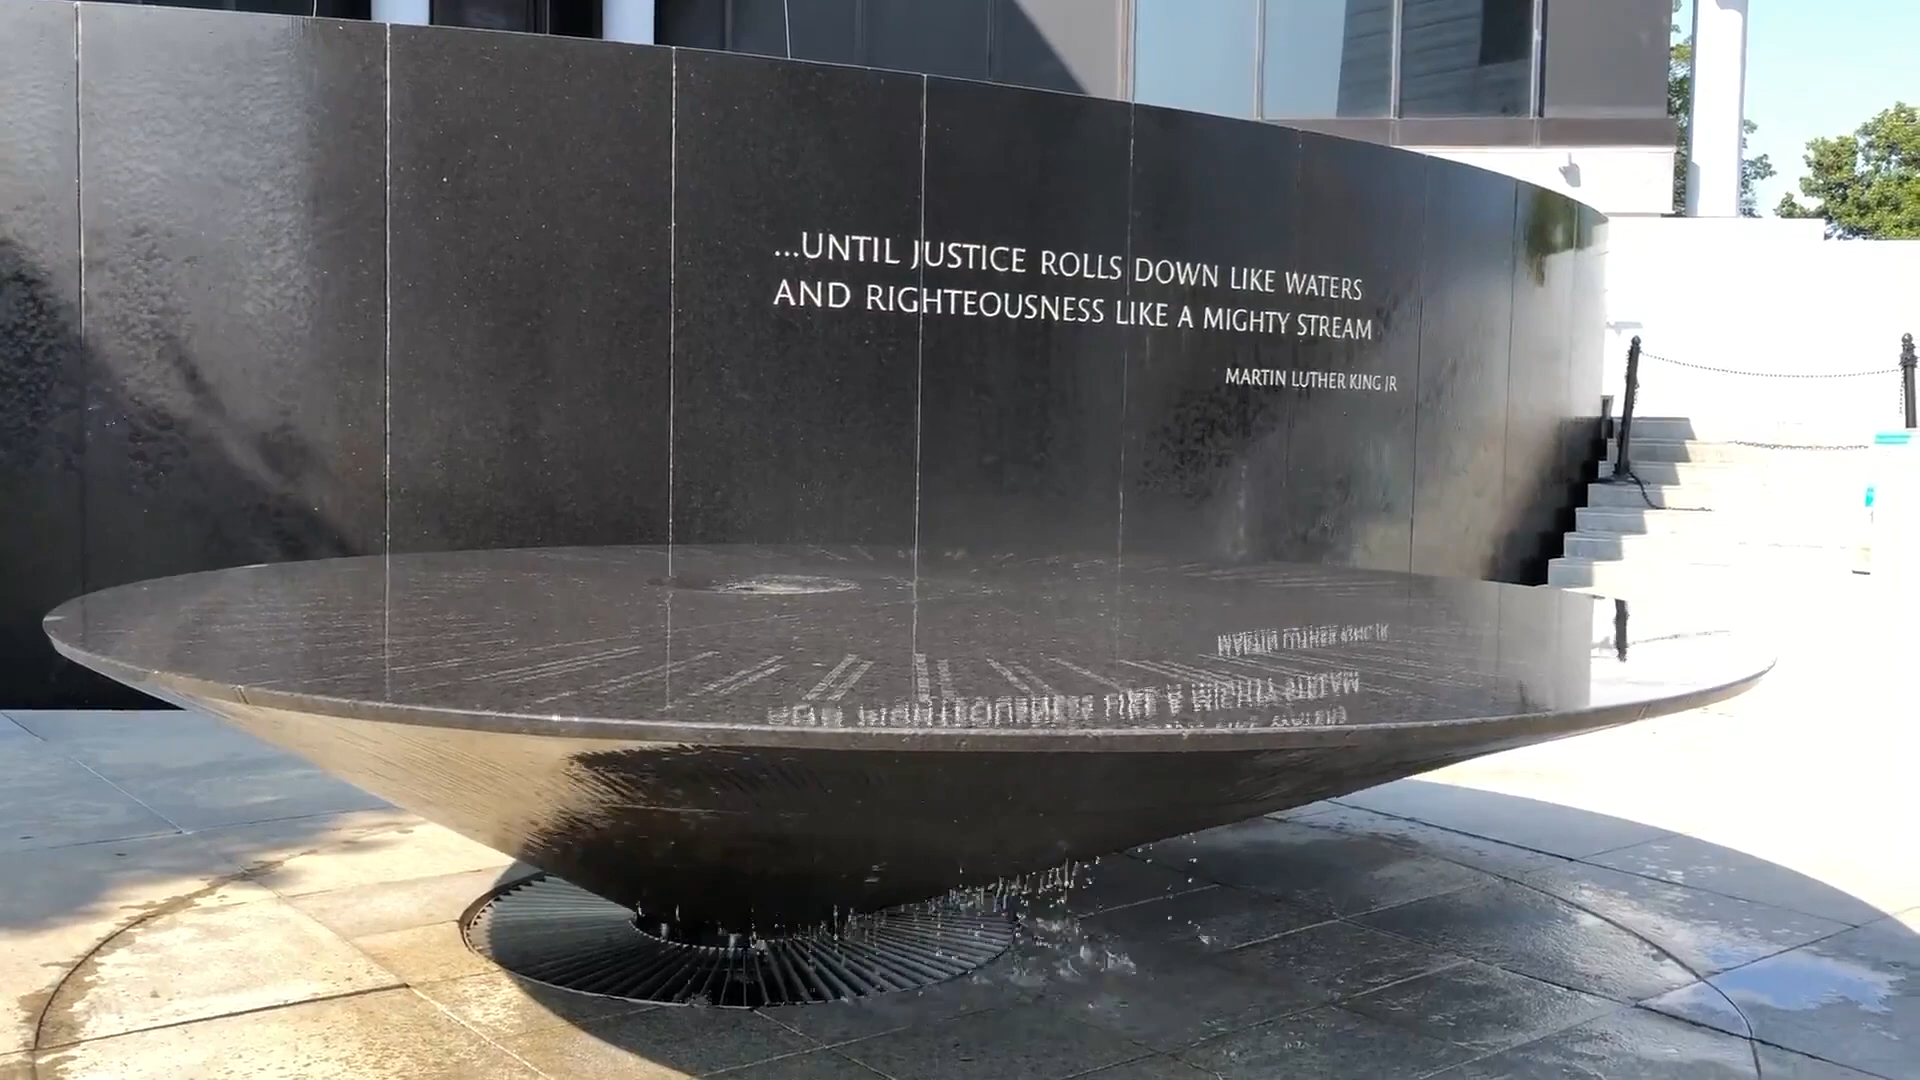 ...UNTIL JUSTICE ROLLS DOWN LIKE WATERS
AND RIGHTEOUSNESS LIKE A MIGHTY STREAM
MARTIN LUTHER KING JR